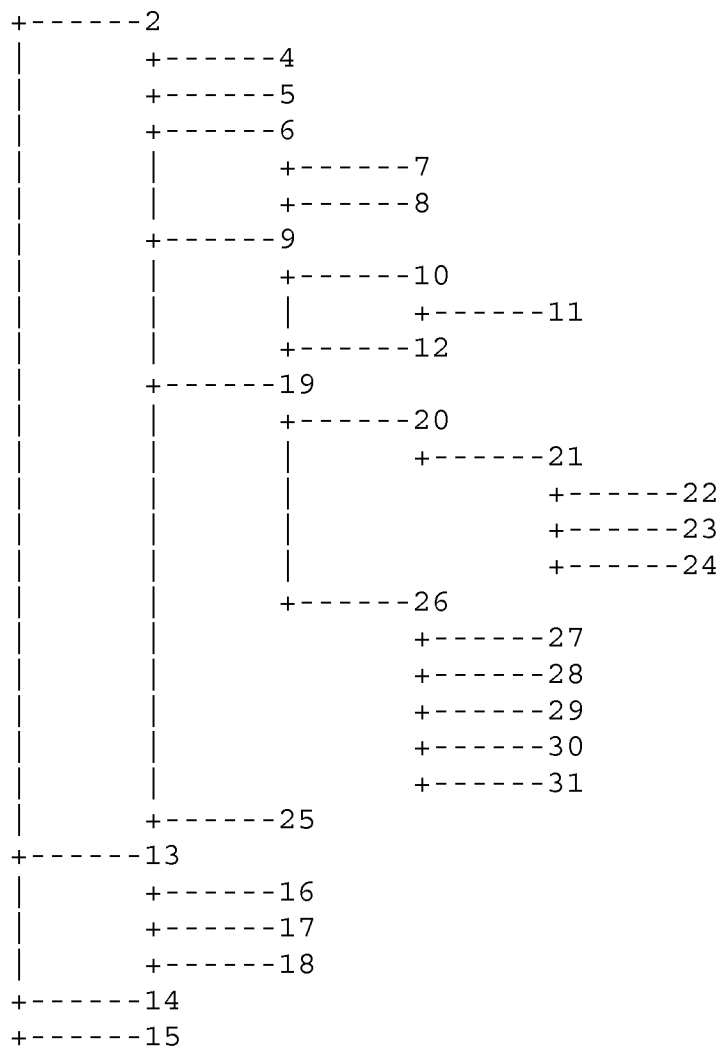 +-------2
|       +-------4
|       +-------5
|       +-------6
|       |       +-------7
|       |       +-------8
|       +-------9
|       |       +-------10
|       |       |       +-------11
|       |       +-------12
|       +-------19
|       |       +-------20
|       |       |       +-------21
|       |       |               +-------22
|       |       |               +-------23
|       |       |               +-------24
|       |       +-------26
|       |               +-------27
|       |               +-------28
|       |               +-------29
|       |               +-------30
|       |               +-------31
|       +-------25
+-------13
|       +-------16
|       +-------17
|       +-------18
+-------14
+-------15